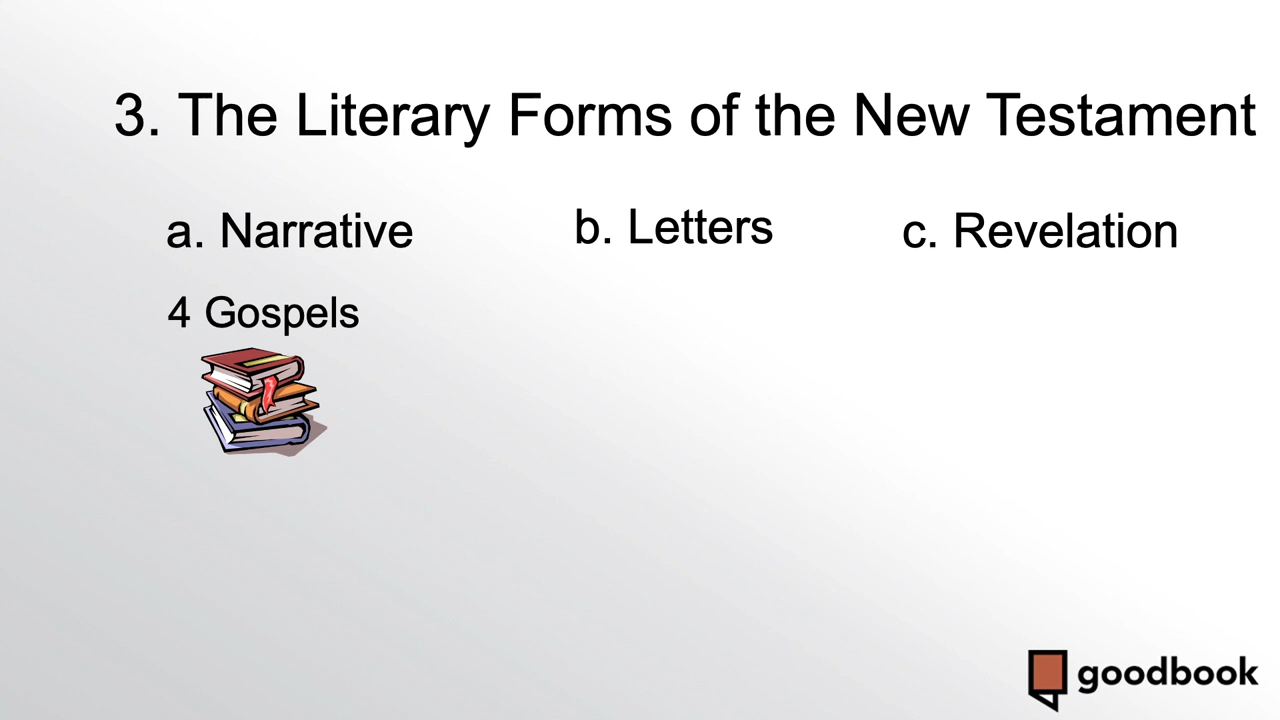 3. The Literary Forms of the New Testament
a. Narrative
b. Letters
c. Revelation
4 Gospels
goodbook